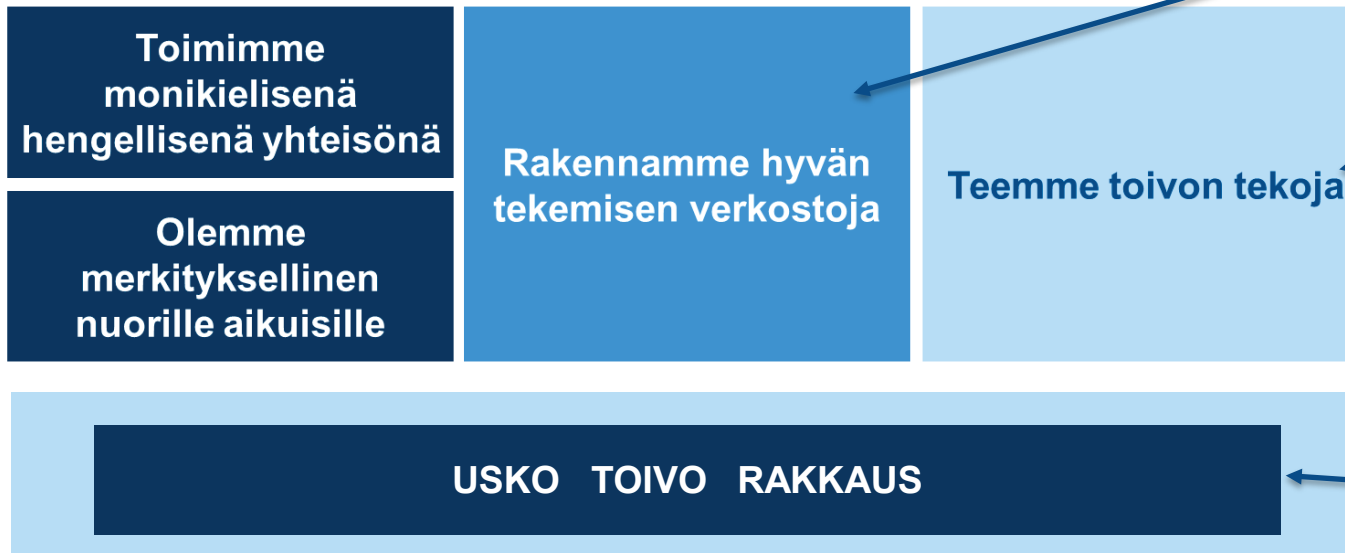 Toimimme
monikielisenä
hengellisenä yhteisönä
Olemme
merkityksellinen
nuorille aikuisille
Rakennamme hyvän
tekemisen verkostoja
Teemme toivon tekoja
USKO TOIVO RAKKAUS